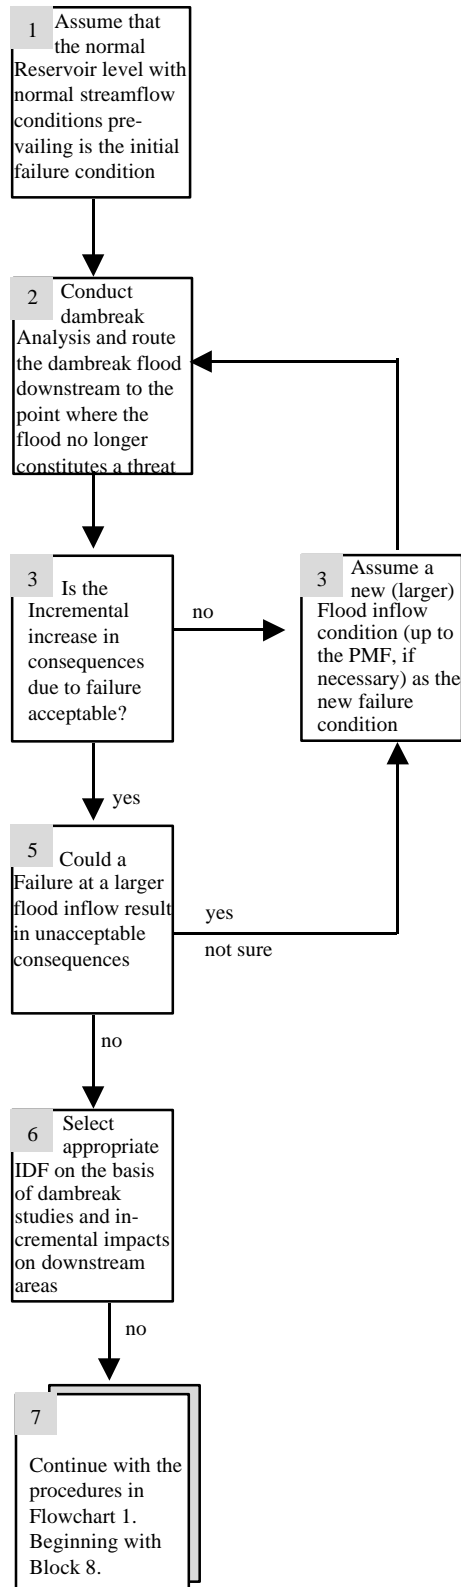 1 Assume that
the normal
Reservoir level with
normal streamflow
conditions pre-
vailing is the initial
failure condition
2 Conduct
dambreak
Analysis and route
the dambreak flood
downstream to the
point where the
flood no longer
constitutes a threat
3 Is the
Incremental
increase in
consequences
due to failure
acceptable?
no
3 Assume a
new (larger)
Flood inflow
condition (up to
the PMF, if
necessary) as the
new failure
condition
yes
5 Could a
Failure at a larger
flood inflow result
in unacceptable
consequences
yes
not sure
no
6 Select
appropriate
IDF on the basis
of dambreak
studies and in-
cremental impacts
on downstream
areas
no
7
Continue with the
procedures in
Flowchart 1.
Beginning with
Block 8.